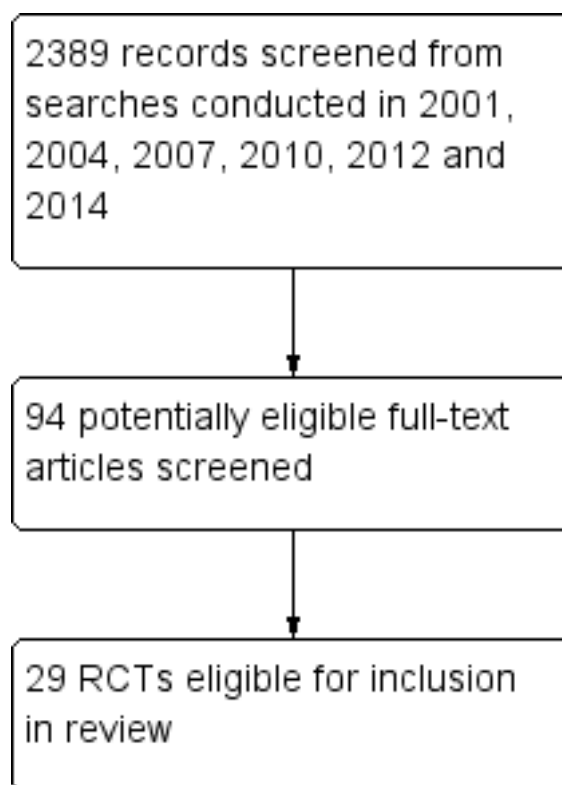 2389 records screened from
searches conducted in 2001,
2004, 2007, 2010, 2012 and
2014
94 potentially eligible full-text
articles screened
29 RCTs eligible for inclusion
in review